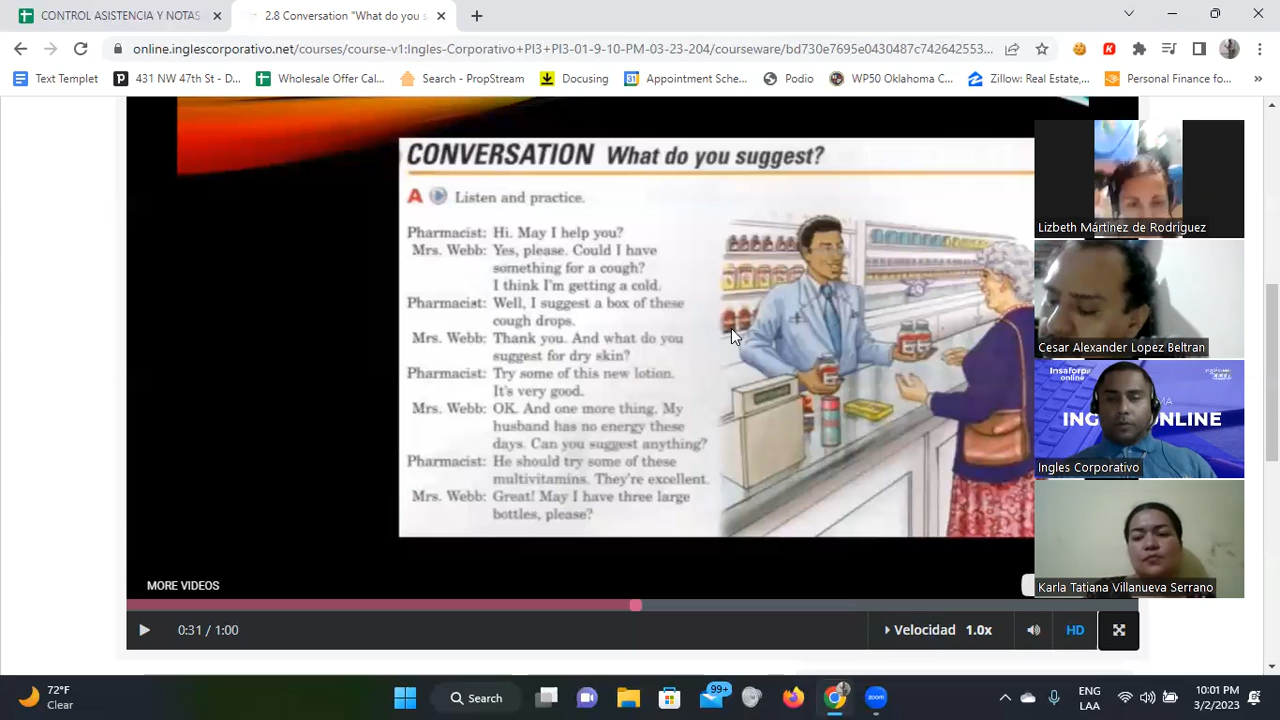 CONTROL ASISTENCIA Y NOTAS
2.8 Conversation "What do you s
online.inglescorporativo.net/courses/course-v1:Ingles-Corporativo+PI3+PI3-01-9-10-PM-03-23-204/courseware/bd730e7695e0430487c742642553...
Text Templet
431 NW 47th St - D...
Wholesale Offer Cal...
Search - PropStream
Docusing
Appointment Sche...
Podio
WP50 Oklahoma C...
Zillow: Real Estate,...
Personal Finance fo...
CONVERSATION What do you suggest?
A Listen and practice.
Pharmacist: Hi. May I help you?
Mrs. Webb: Yes, please. Could I have
something for a cough?
I think I'm getting a cold.
Pharmacist: Well, I suggest a box of these
cough drops.
Mrs. Webb: Thank you. And what do you
suggest for dry skin?
Pharmacist: Try some of this new lotion.
It's very good.
Mrs. Webb: OK. And one more thing. My
husband has no energy these
days. Can you suggest anything?
Pharmacist: He should try some of these
multivitamins. They're excellent.
Mrs. Webb: Great! May I have three large
bottles, please?
Lizbeth Mártinez de Rodriguez
Cesar Alexander Lopez Beltran
Insaforp
online
ING
ONLINE
Ingles Corporativo
Karla Tatiana Villanueva Serrano
MORE VIDEOS
0:31 / 1:00
Velocidad 1.0x
HD
72°F
Clear
Search
99+
zoom
ENG
LAA
10:01 PM
3/2/2023